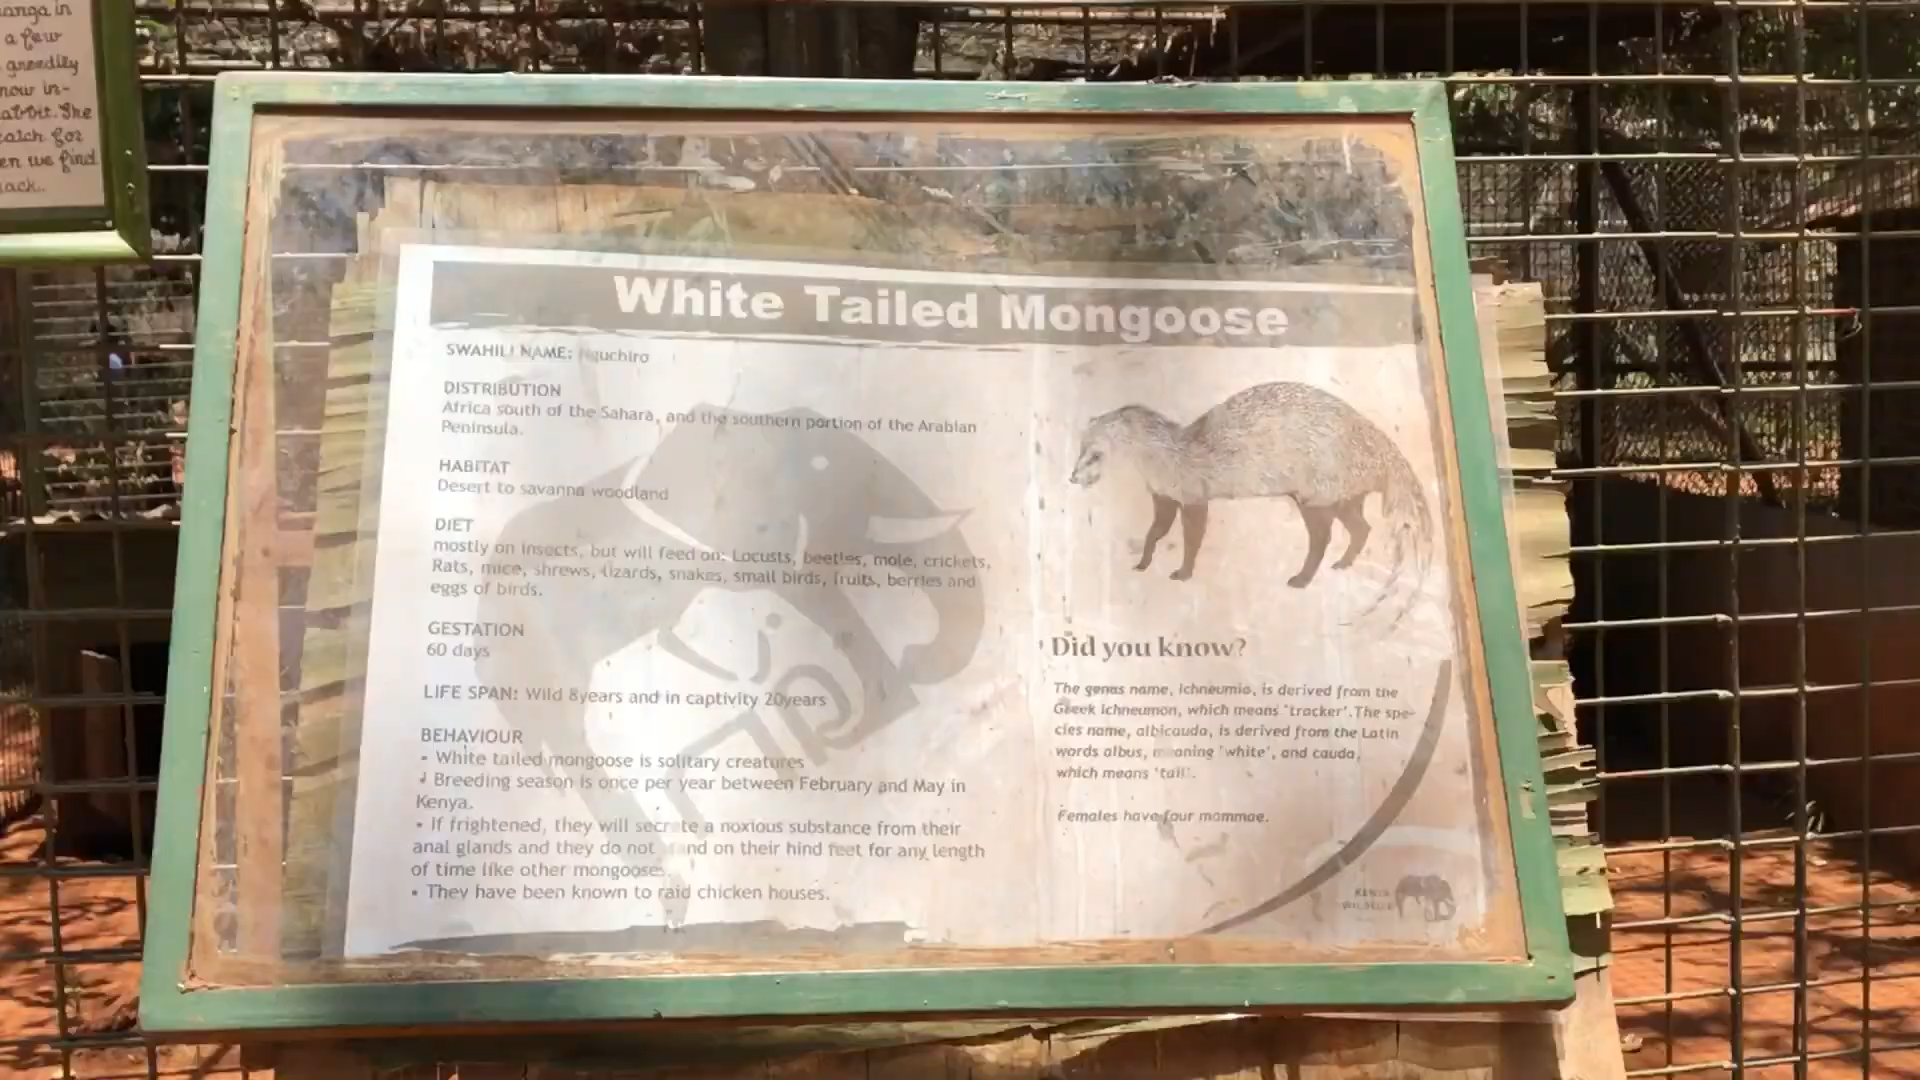 anga in
a few
greedily
now in-
abbit. She
catch for
en we find
ack..
White Tailed Mongoose
SWAHILI NAME: Nguchiro
DISTRIBUTION
Africa south of the Sahara, and the southern portion of the Arabian
Peninsula.
HABITAT
Desert to savanna woodland
DIET
mostly on insects, but will feed on: Locusts, beetles, mole, crickets,
Rats, mice, shrews, lizards, snakes, small birds, fruits, berries and
eggs of birds.
GESTATION
60 days
LIFE SPAN: Wild 8years and in captivity 20years
BEHAVIOUR
• White tailed mongoose is solitary creatures
• Breeding season is once per year between February and May in
Kenya.
• If frightened, they will secrete a noxious substance from their
anal glands and they do not stand on their hind feet for any length
of time like other mongooses.
• They have been known to raid chicken houses.
Did you know?
The genas name, Ichneumia, is derived from the
Greek ichneumon, which means 'tracker'.The spe-
cies name, albicauda, is derived from the Latin
words albus, meaning 'white', and cauda,
which means 'tail'.
Females have four mammae.
KENYA
WILDLIFE